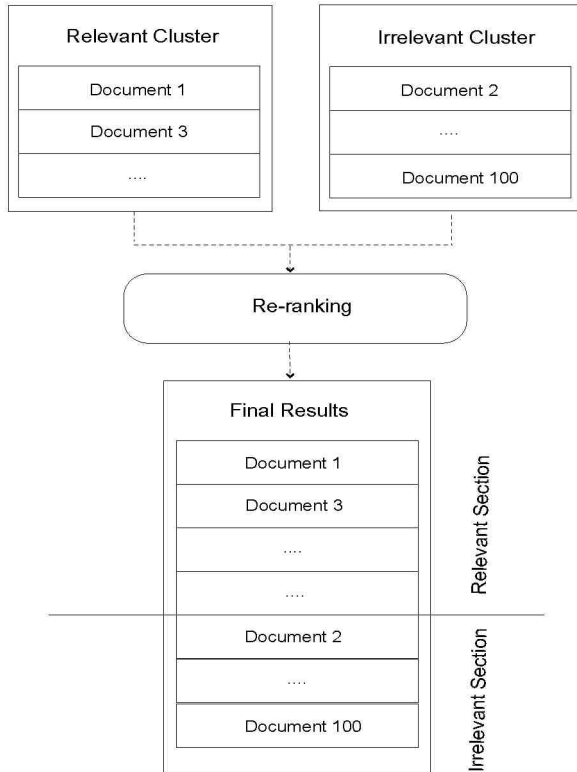 Relevant Cluster
Document 1
Document 3
....
Irrelevant Cluster
Document 2
....
Document 100
Re-ranking
Final Results
Document 1
Document 3
....
....
Document 2
....
Document 100
Relevant Section
Irrelevant Section